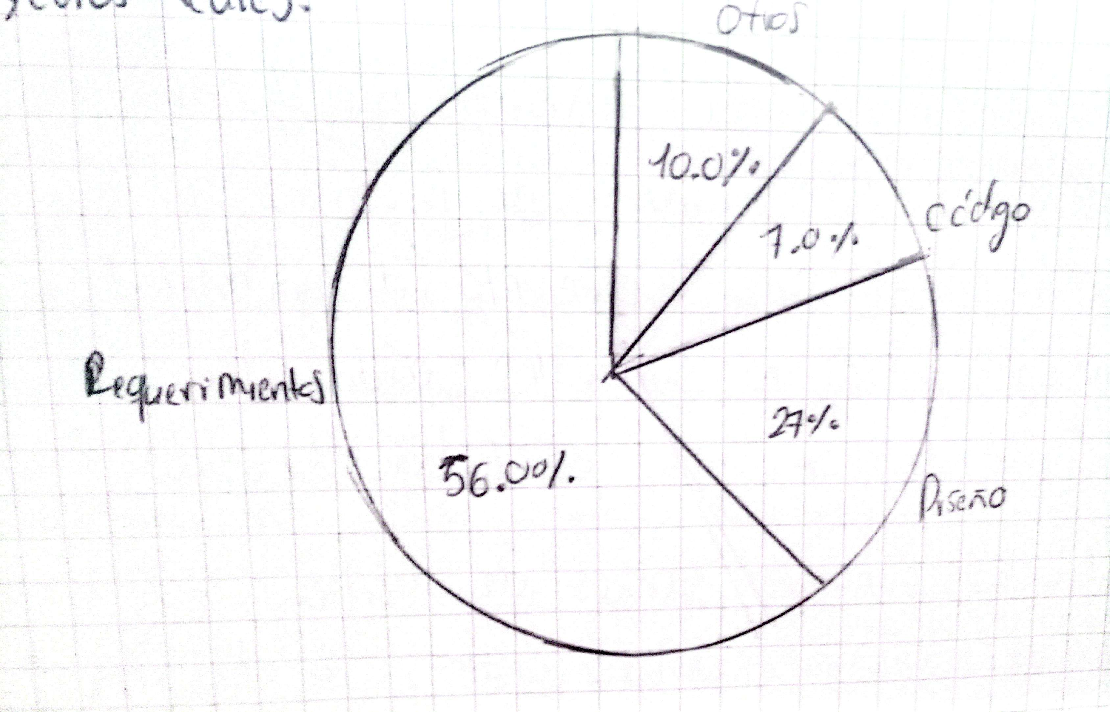 Otros
10.0%
Código
7.0%
Requerimientos
27%
56.00%.
Diseño